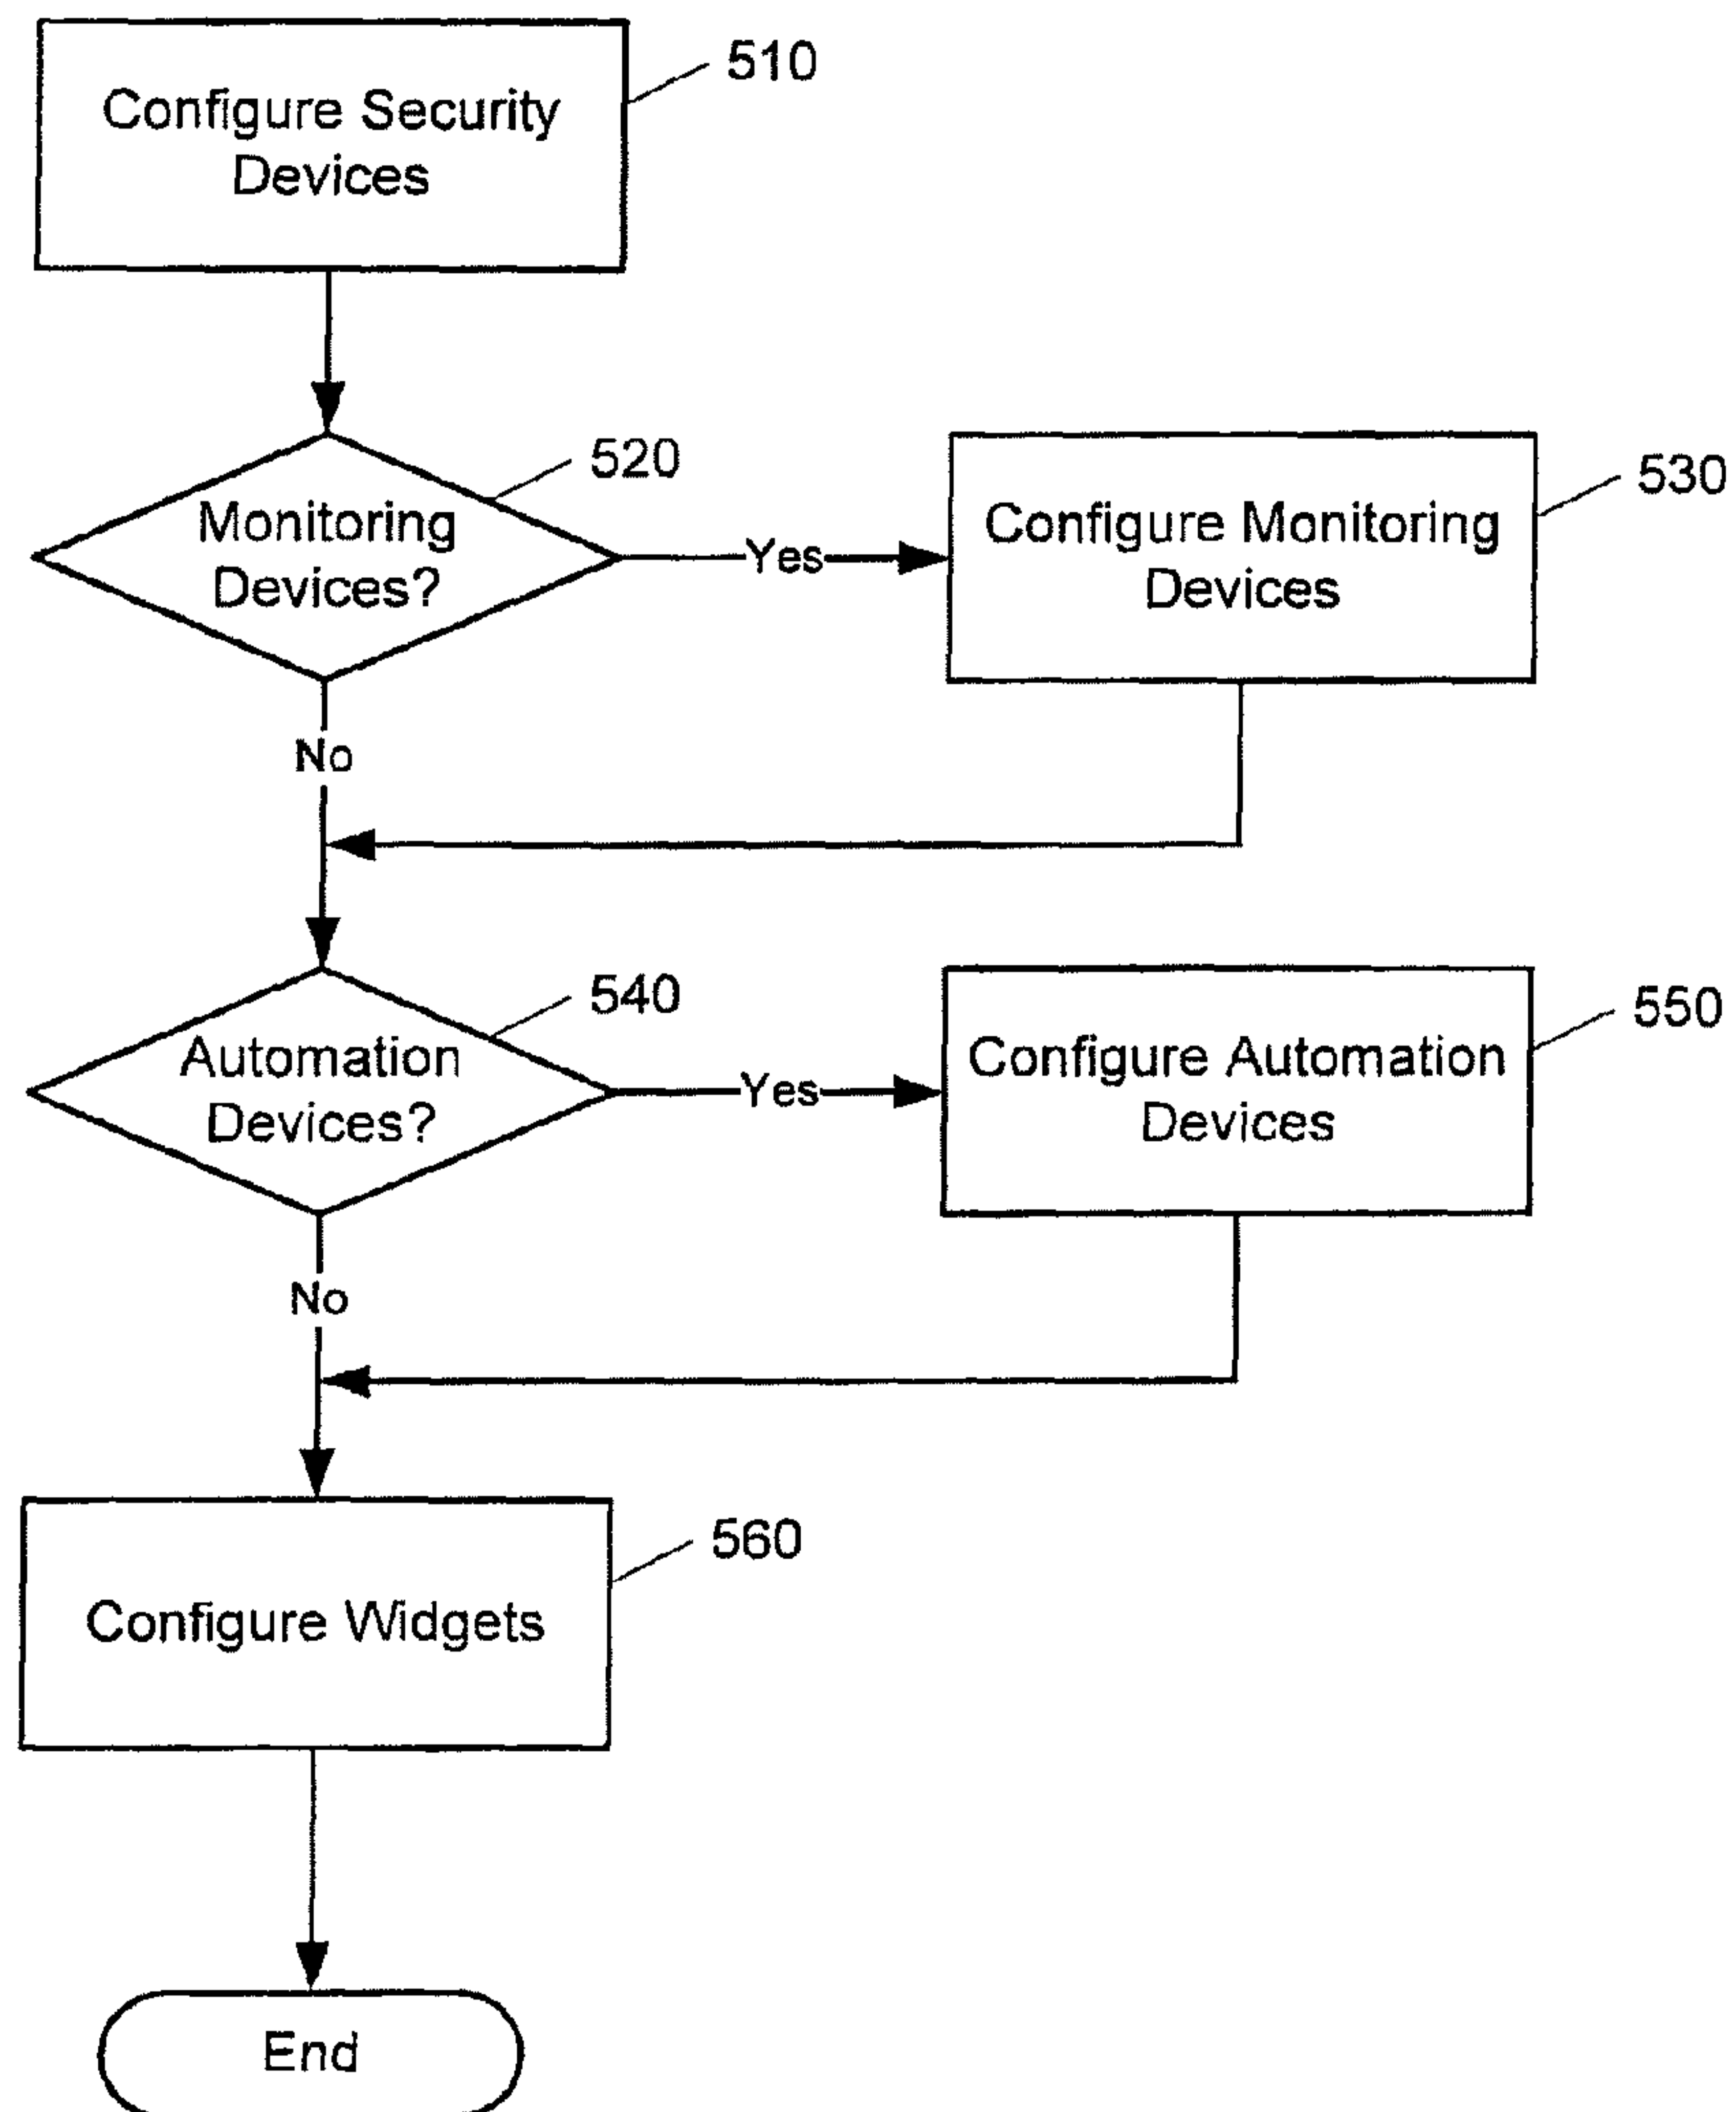 510
Configure Security
Devices
520
Monitoring
Devices?
Yes
530
Configure Monitoring
Devices
No
540
Automation
Devices?
Yes
550
Configure Automation
Devices
No
560
Configure Widgets
End